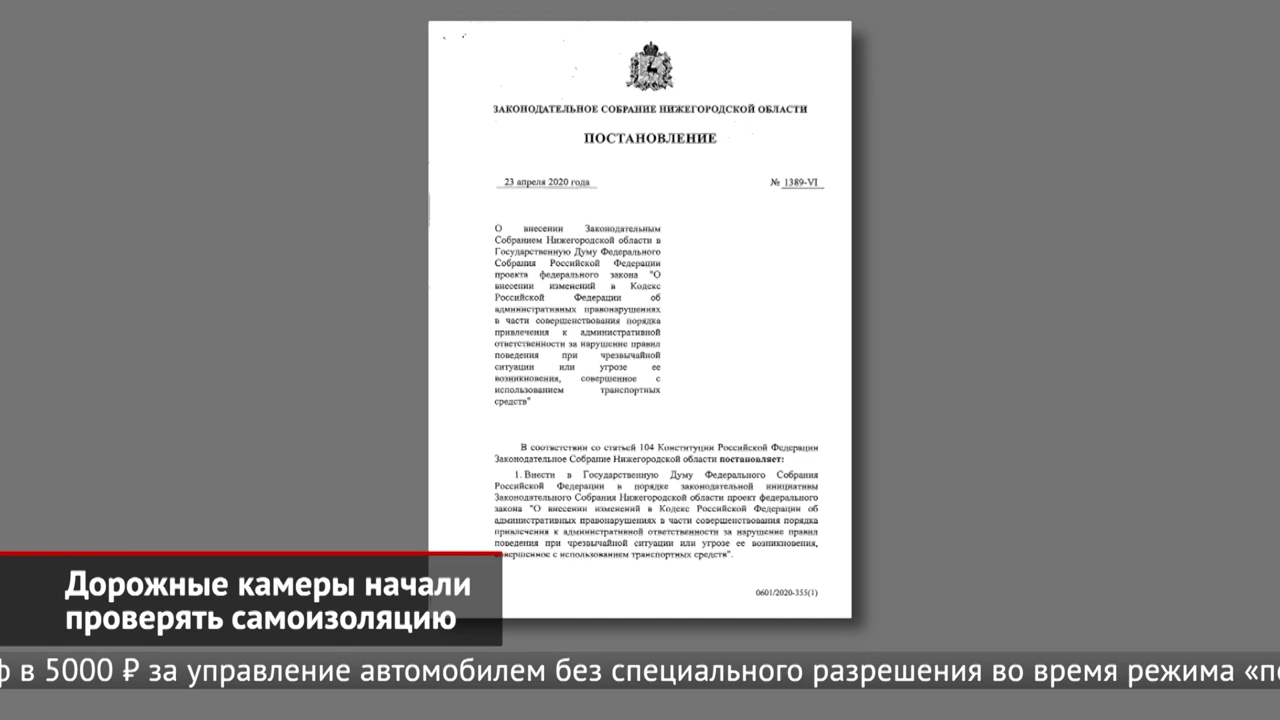 ЗАКОНОДАТЕЛЬНОЕ СОБРАНИЕ НИЖЕГОРОДСКОЙ ОБЛАСТИ
ПОСТАНОВЛЕНИЕ
23 апреля 2020 года № 1389-VI
О внесении Законодательным
Собранием Нижегородской области в
Государственную Думу Федерального
Собрания Российской Федерации
проекта федерального закона "О
внесении изменений в Кодекс
Российской Федерации об
административных правонарушениях
в части совершенствования порядка
привлечения к административной
ответственности за нарушение правил
поведения при чрезвычайной
ситуации или угрозе ее
возникновения, совершенное с
использованием транспортных
средств"
В соответствии со статьей 104 Конституции Российской Федерации
Законодательное Собрание Нижегородской области постановляет:
1. Внести в Государственную Думу Федерального Собрания
Российской Федерации в порядке законодательной инициативы
Законодательного Собрания Нижегородской области проект федерального
закона "О внесении изменений в Кодекс Российской Федерации об
административных правонарушениях в части совершенствования порядка
привлечения к административной ответственности за нарушение правил
поведения при чрезвычайной ситуации или угрозе ее возникновения,
совершенное с использованием транспортных средств".
0601/2020-355(1)
Дорожные камеры начали
проверять самоизоляцию
ф в 5000 ₽ за управление автомобилем без специального разрешения во время режима «по